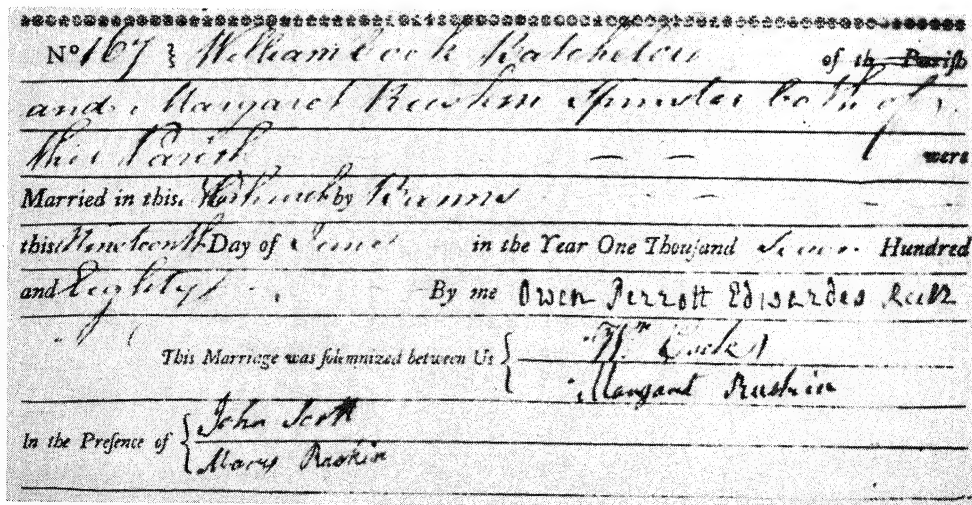 No 167 } William Cock Batchelor of th Parish
and Margaret Ruskin Spinster both of
this Parish — — were
Married in this Church by Banns
this Nineteenth Day of June in the Year One Thousand Seven Hundred
and Eighty By me Owen Perrott Edwardes
This Marriage was solemnized between Us { Wm Cock
Margaret Ruskin
In the Presence of { John Scott
Mary Ruskin